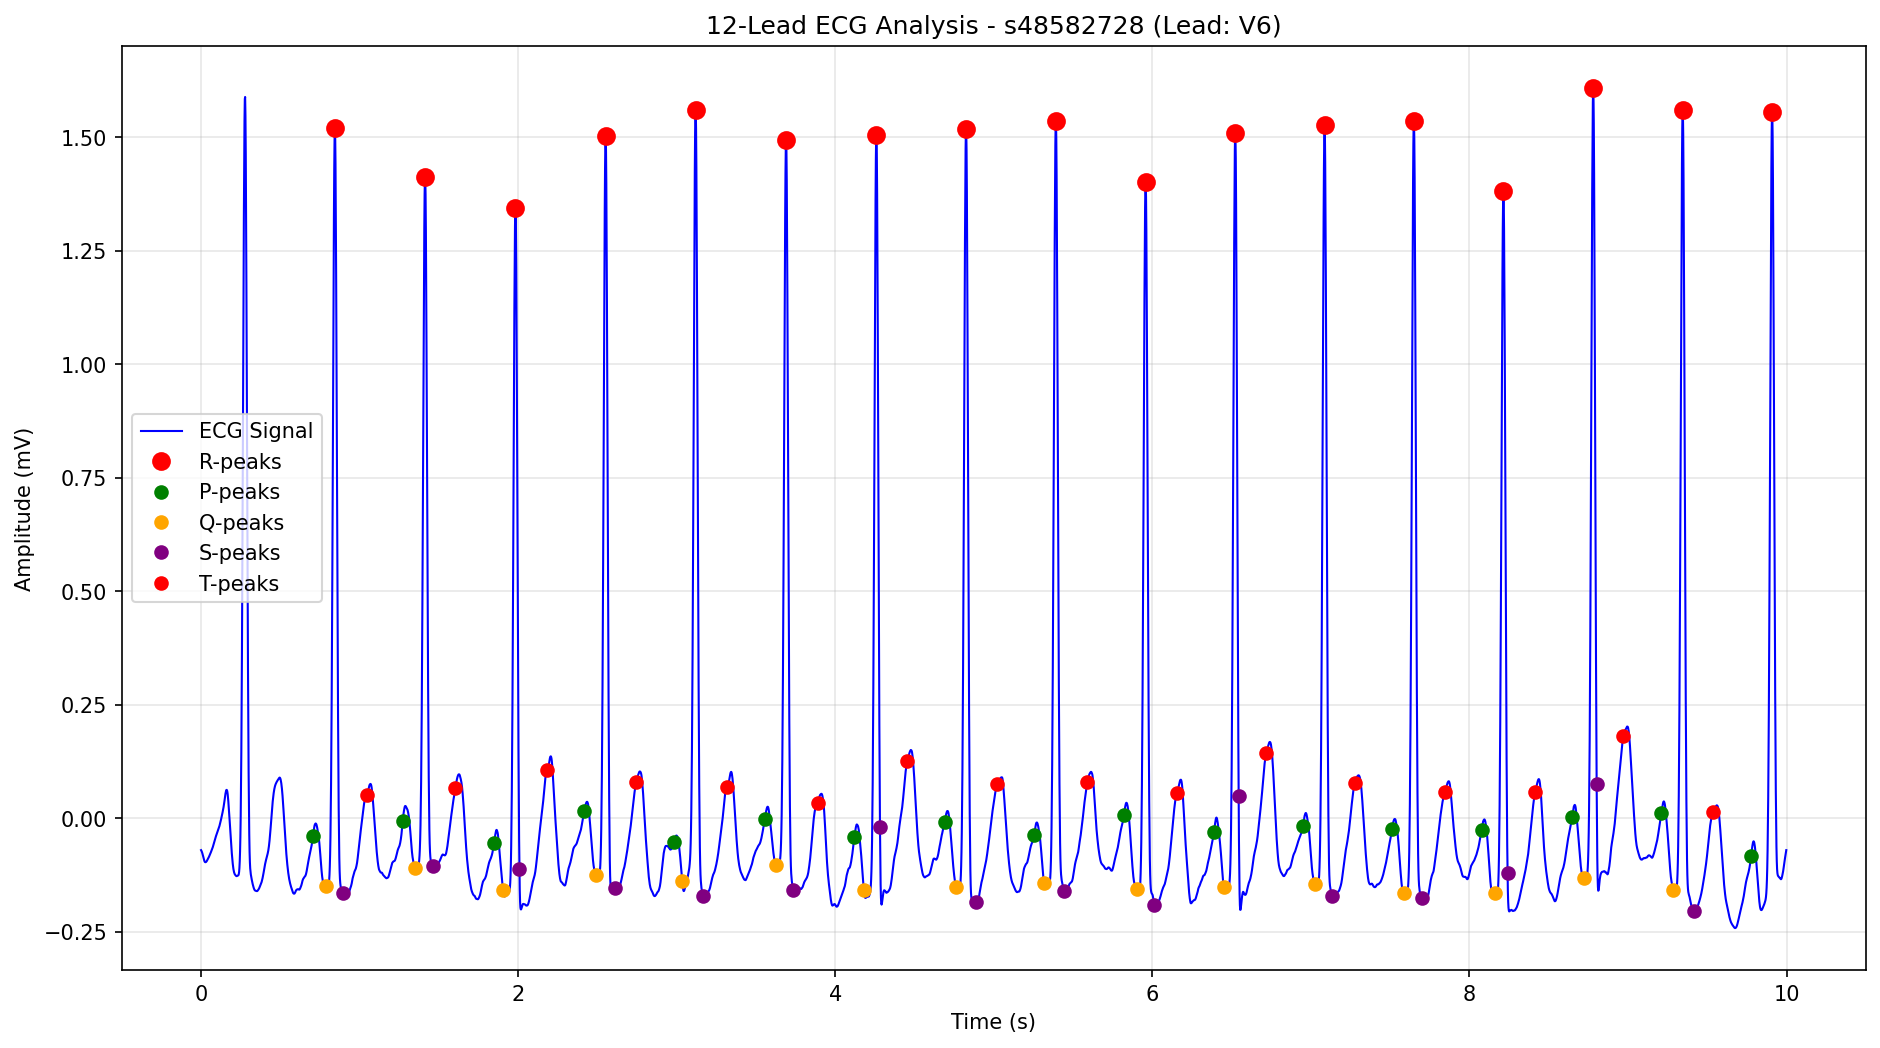 12-Lead ECG Analysis - s48582728 (Lead: V6)
Amplitude (mV)
1.50
1.25
1.00
0.75
0.50
0.25
0.00
−0.25
ECG Signal
R-peaks
P-peaks
Q-peaks
S-peaks
T-peaks
0 2 4 6 8 10
Time (s)